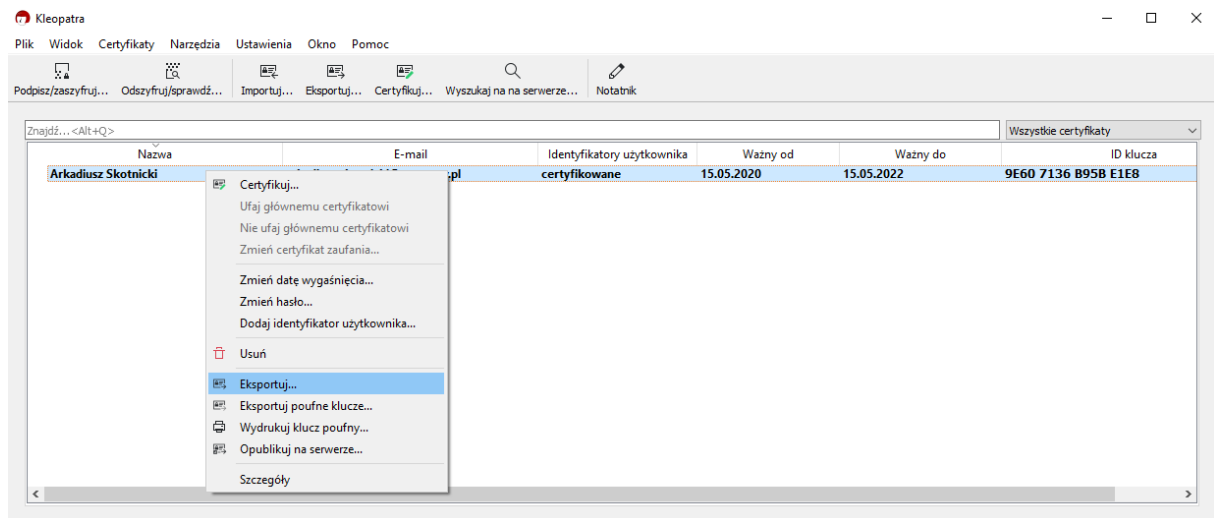 Kleopatra
Plik Widok Certyfikaty Narzędzia Ustawienia Okno Pomoc
Podpisz/zaszyfruj... Odszyfruj/sprawdź... Importuj... Eksportuj... Certyfikuj... Wyszukaj na na serwerze... Notatnik
Znajdź...<Alt+Q> Wszystkie certyfikaty
Nazwa E-mail Identyfikatory użytkownika Ważny od Ważny do ID klucza
Arkadiusz Skotnicki .pl certyfikowane 15.05.2020 15.05.2022 9E60 7136 B95B E1E8
Certyfikuj...
Ufaj głównemu certyfikatowi
Nie ufaj głównemu certyfikatowi
Zmień certyfikat zaufania...
Zmień datę wygaśnięcia...
Zmień hasło...
Dodaj identyfikator użytkownika...
Usuń
Eksportuj...
Eksportuj poufne klucze...
Wydrukuj klucz poufny...
Opublikuj na serwerze...
Szczegóły